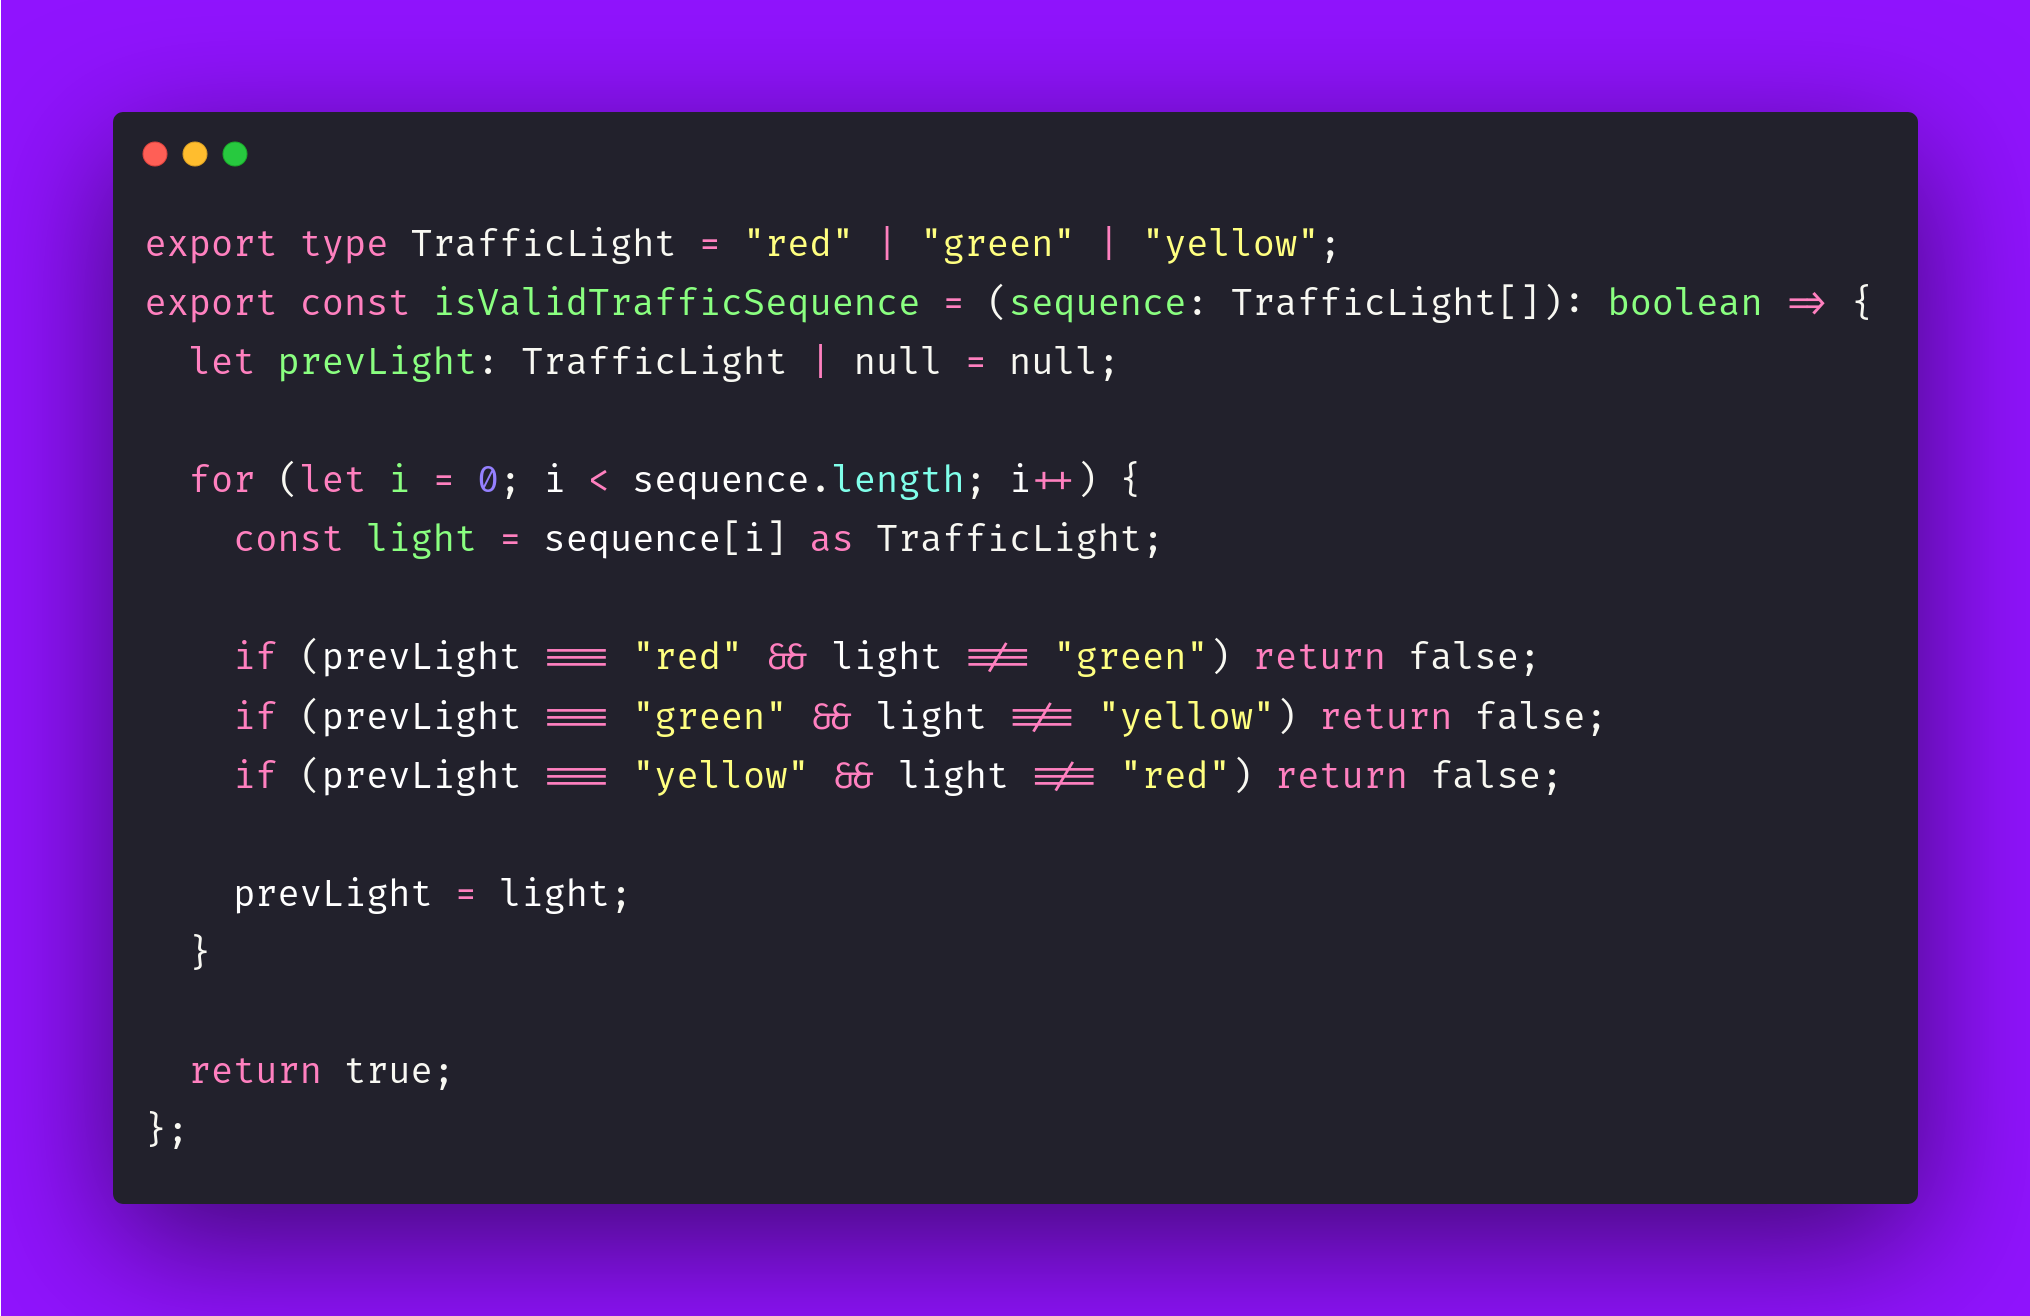 export type TrafficLight = "red" | "green" | "yellow";
export const isValidTrafficSequence = (sequence: TrafficLight[]): boolean => {
  let prevLight: TrafficLight | null = null;

  for (let i = 0; i < sequence.length; i++) {
    const light = sequence[i] as TrafficLight;

    if (prevLight === "red" && light !== "green") return false;
    if (prevLight === "green" && light !== "yellow") return false;
    if (prevLight === "yellow" && light !== "red") return false;

    prevLight = light;
  }

  return true;
};